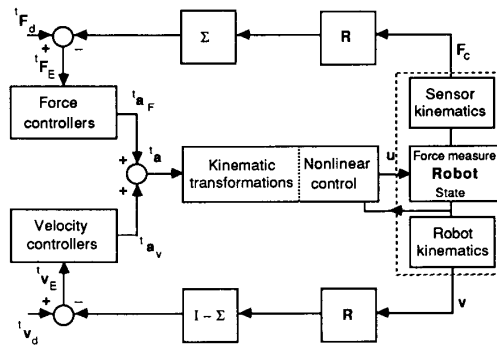 ᵗF_d
+
−
Σ
R
F_c
ᵗF_E
Force
controllers
ᵗa_F
Sensor
kinematics
+
ᵗa
+
Kinematic
transformations
Nonlinear
control
u
Force measure
Robot
State
Velocity
controllers
ᵗa_v
Robot
kinematics
ᵗv_E
+
−
ᵗv_d
I − Σ
R
v